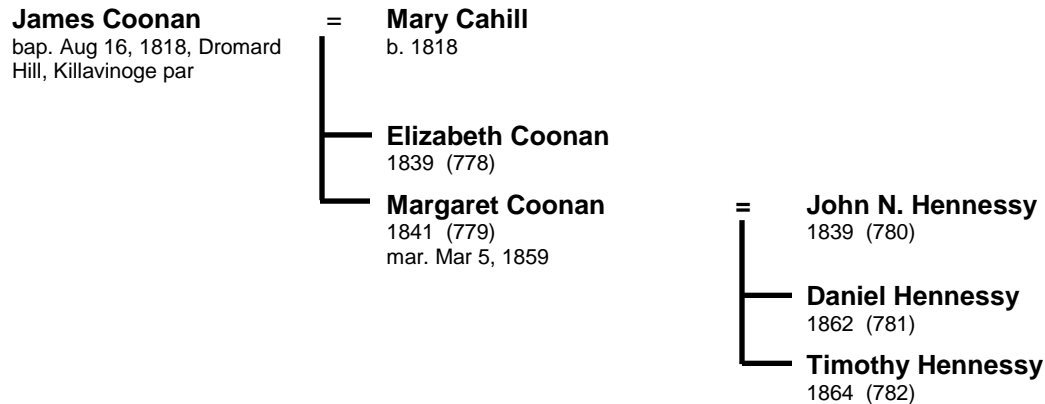 James Coonan = Mary Cahill
bap. Aug 16, 1818, Dromard b. 1818
Hill, Killavinoge par
Elizabeth Coonan
1839 (778)
Margaret Coonan = John N. Hennessy
1841 (779) 1839 (780)
mar. Mar 5, 1859
Daniel Hennessy
1862 (781)
Timothy Hennessy
1864 (782)